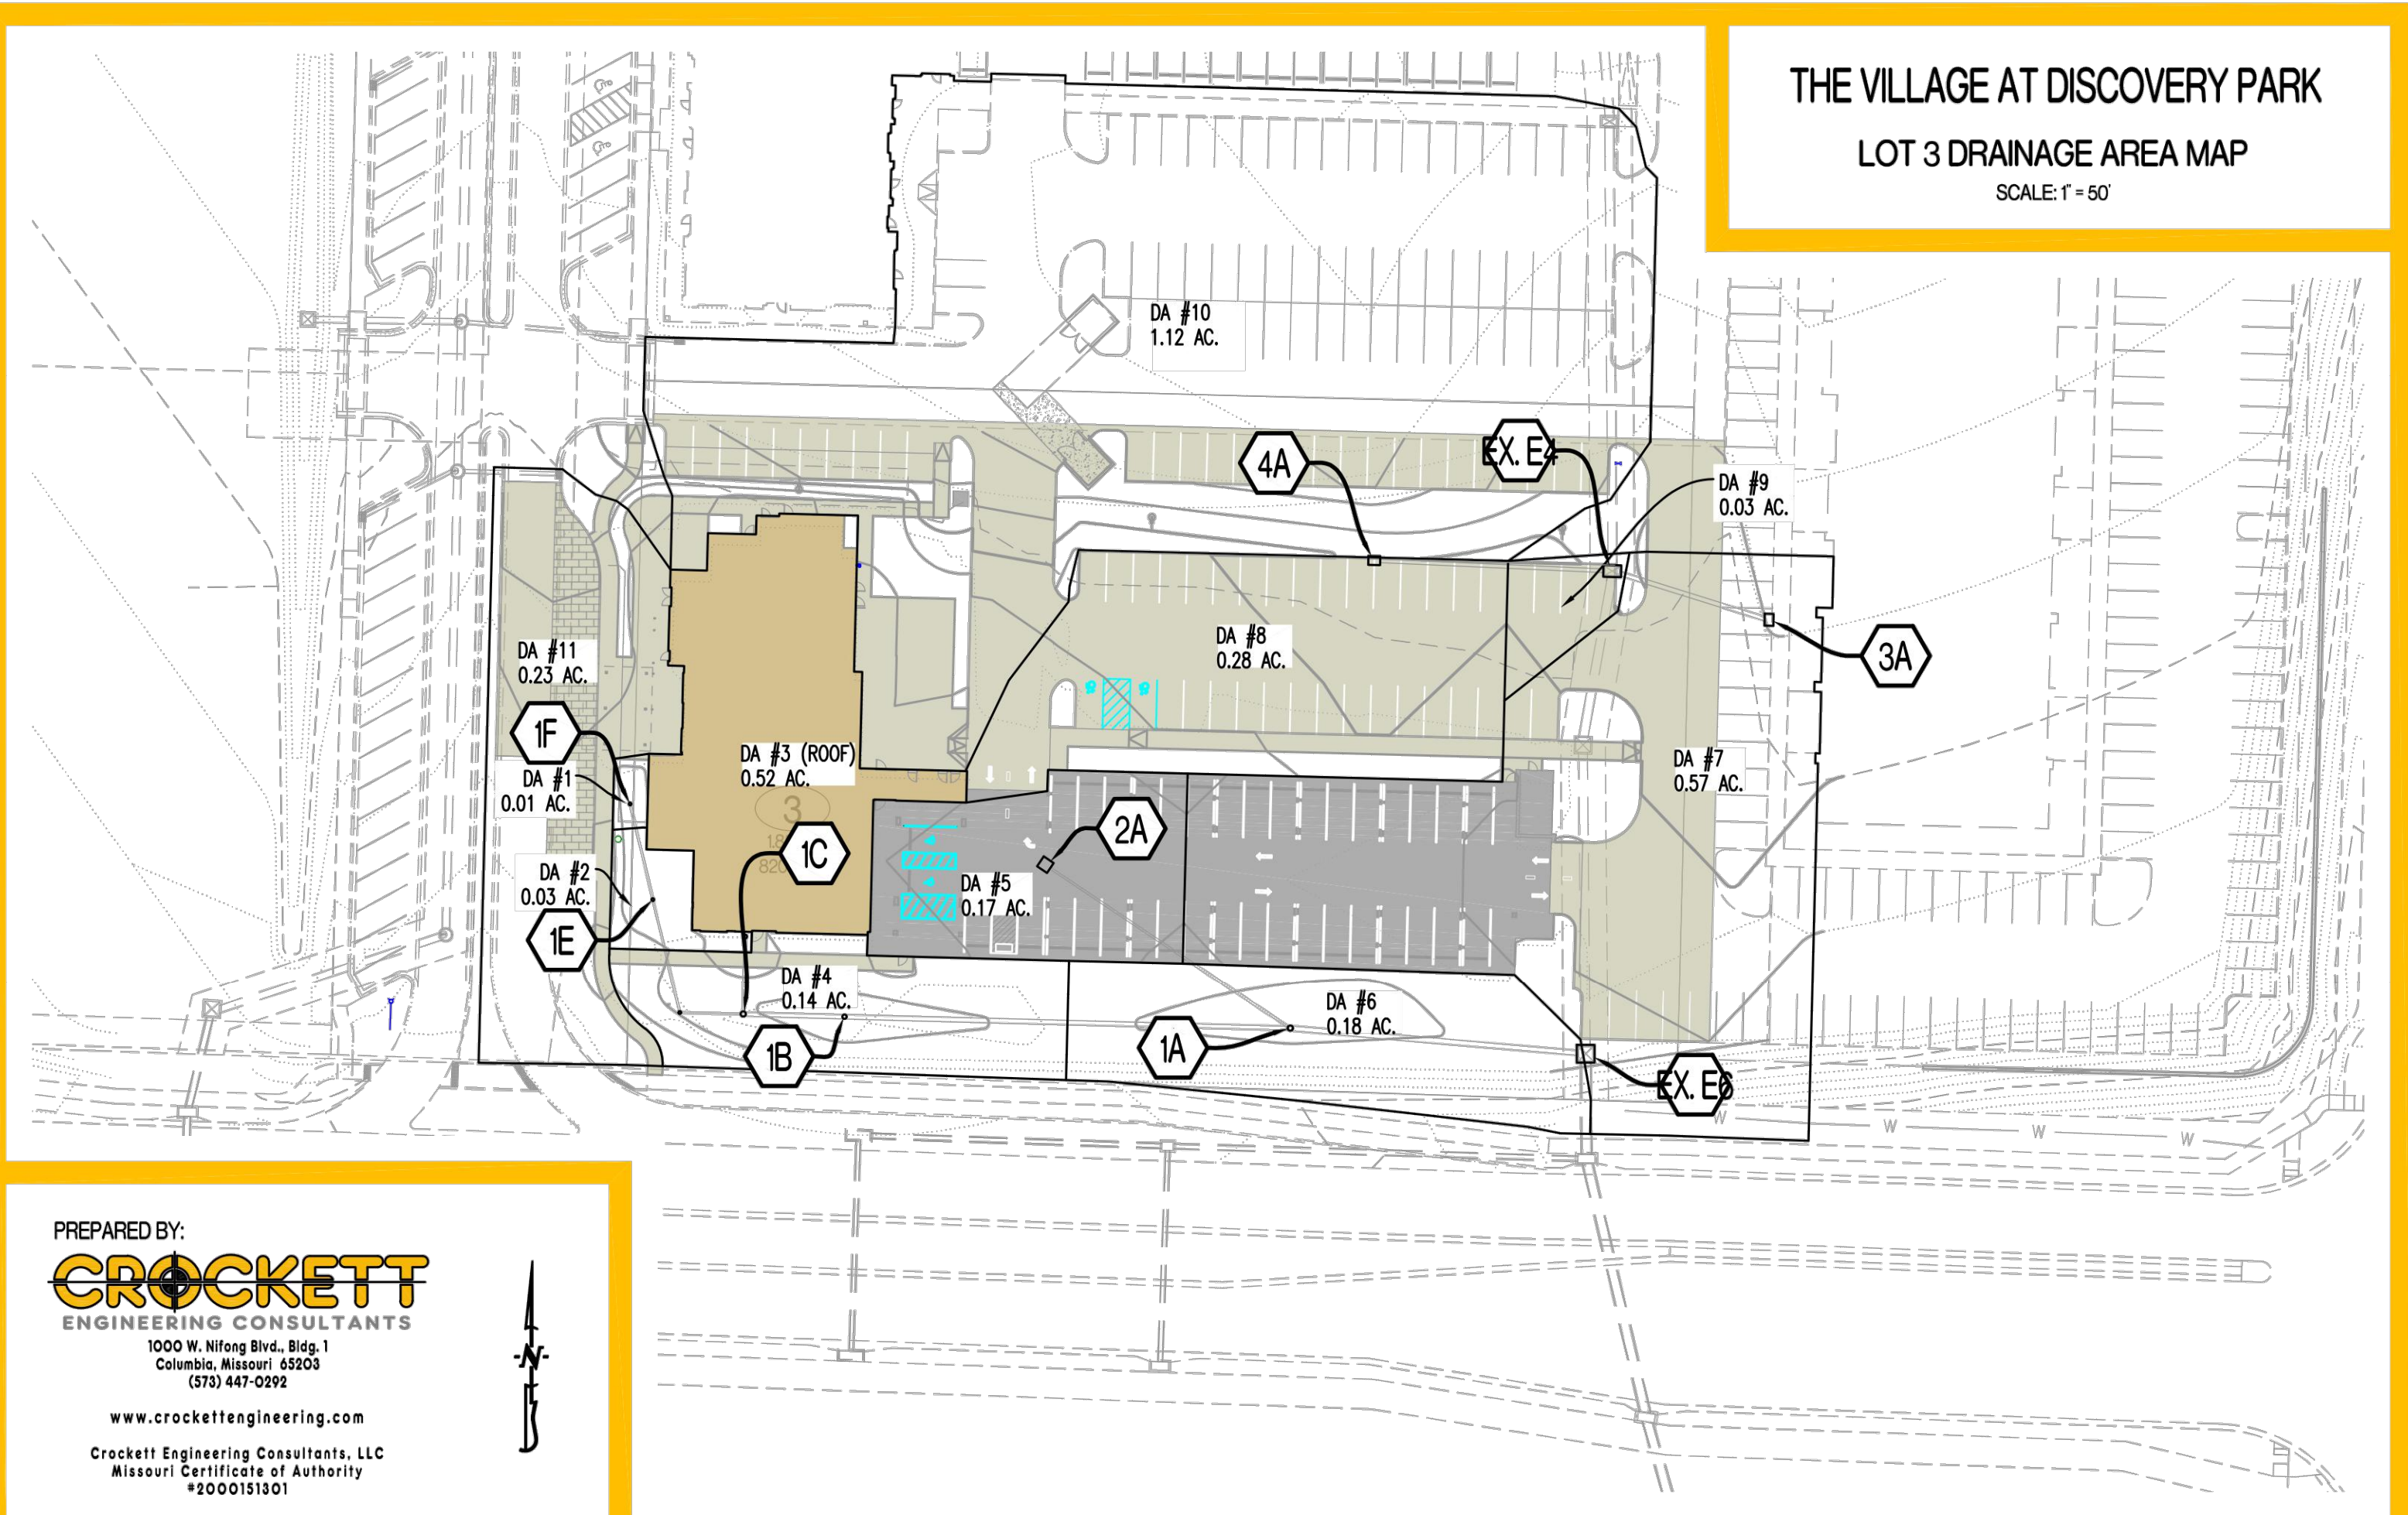 THE VILLAGE AT DISCOVERY PARK
LOT 3 DRAINAGE AREA MAP
SCALE: 1" = 50'
DA #10
1.12 AC.
4A
EX. E4
DA #9
0.03 AC.
DA #11
0.23 AC.
DA #8
0.28 AC.
3A
1F
DA #3 (ROOF)
0.52 AC.
DA #7
0.57 AC.
DA #1
0.01 AC.
3
1C
2A
DA #2
0.03 AC.
DA #5
0.17 AC.
1E
DA #4
0.14 AC.
DA #6
0.18 AC.
1B
1A
EX. E6
W
W
W
W
PREPARED BY:
CROCKETT
ENGINEERING CONSULTANTS
1000 W. Nifong Blvd., Bldg. 1
Columbia, Missouri 65203
(573) 447-0292
www.crockettengineering.com
Crockett Engineering Consultants, LLC
Missouri Certificate of Authority
#2000151301
N